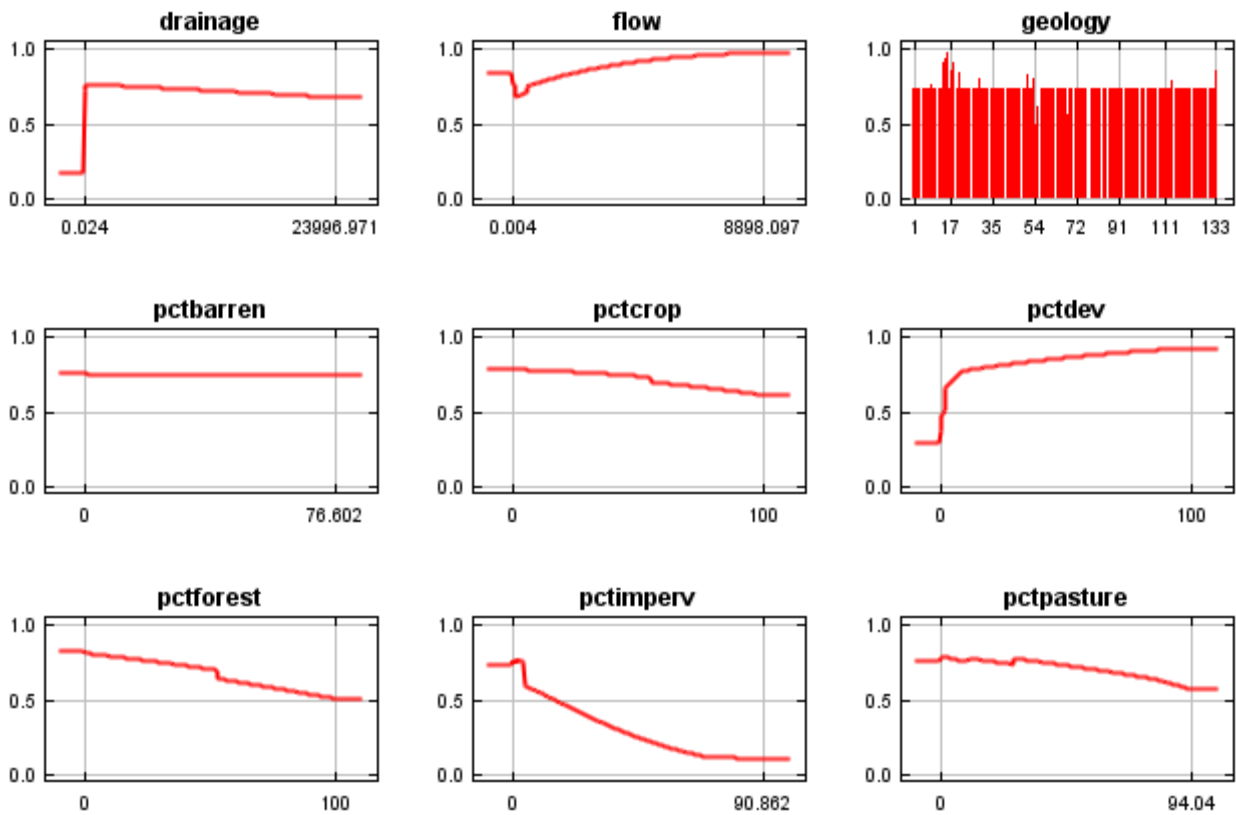 drainage flow geology
1.0 1.0 1.0
0.5 0.5 0.5
0.0 0.0 0.0
0.024 23996.971 0.004 8898.097 1 17 35 54 72 91 111 133
pctbarren pctcrop pctdev
1.0 1.0 1.0
0.5 0.5 0.5
0.0 0.0 0.0
0 76.602 0 100 0 100
pctforest pctimperv pctpasture
1.0 1.0 1.0
0.5 0.5 0.5
0.0 0.0 0.0
0 100 0 90.862 0 94.04